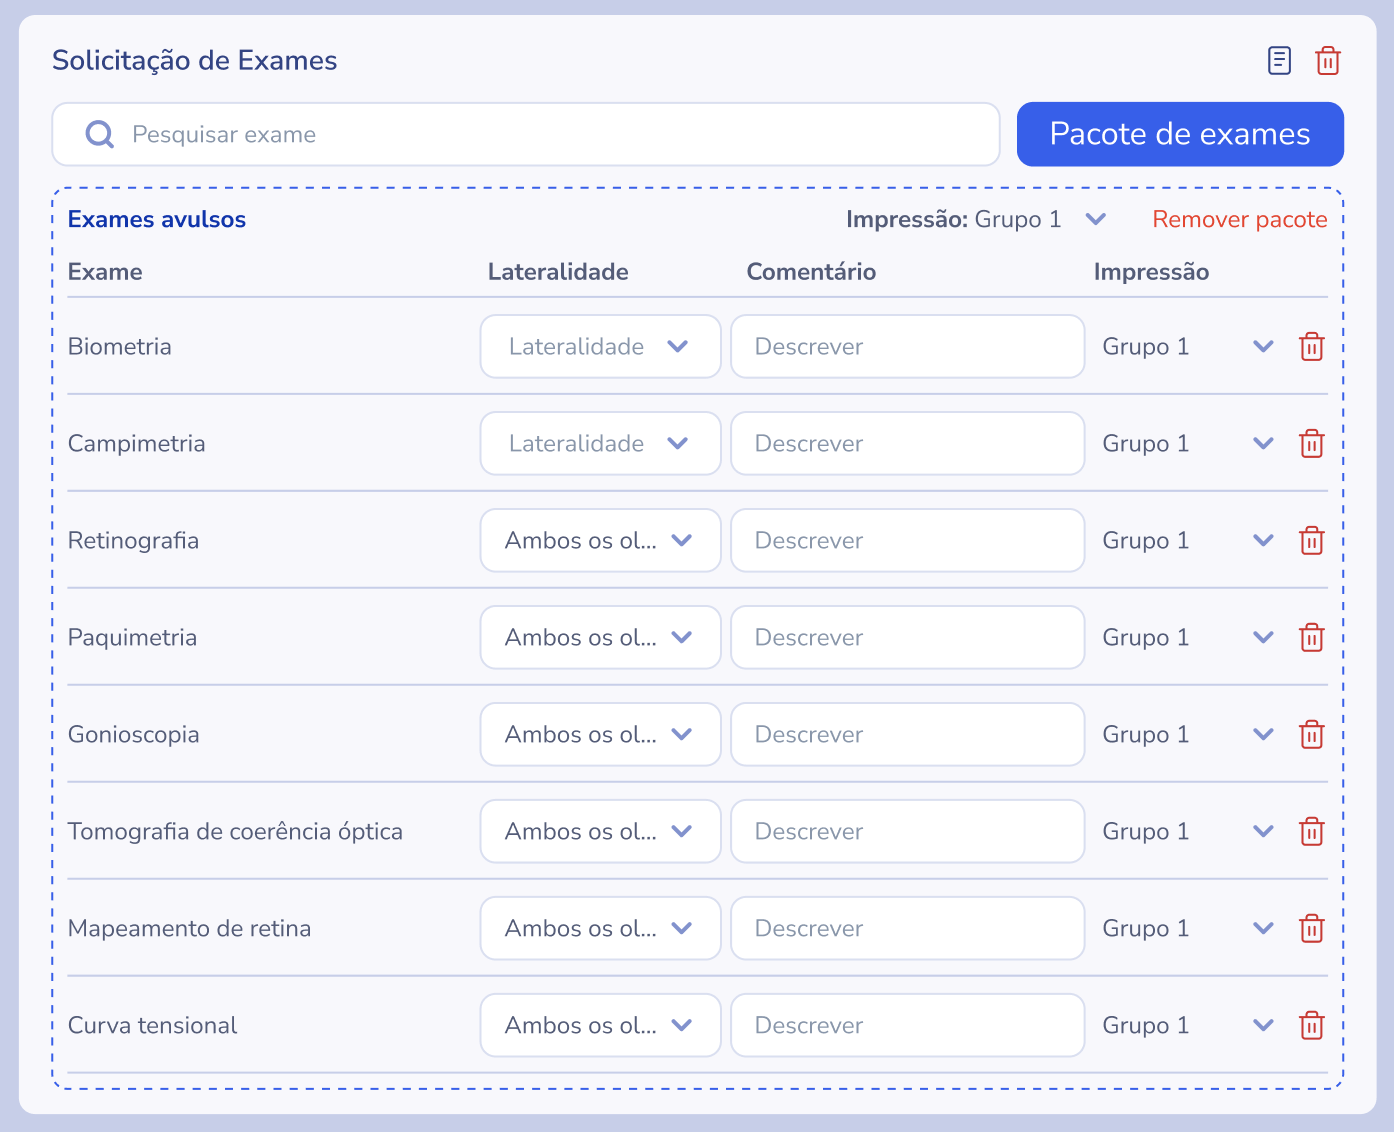 Solicitação de Exames
Pesquisar exame
Pacote de exames
Exames avulsos
Impressão: Grupo 1
Remover pacote
Exame Lateralidade Comentário Impressão
Biometria Lateralidade Descrever Grupo 1
Campimetria Lateralidade Descrever Grupo 1
Retinografia Ambos os ol... Descrever Grupo 1
Paquimetria Ambos os ol... Descrever Grupo 1
Gonioscopia Ambos os ol... Descrever Grupo 1
Tomografia de coerência óptica Ambos os ol... Descrever Grupo 1
Mapeamento de retina Ambos os ol... Descrever Grupo 1
Curva tensional Ambos os ol... Descrever Grupo 1